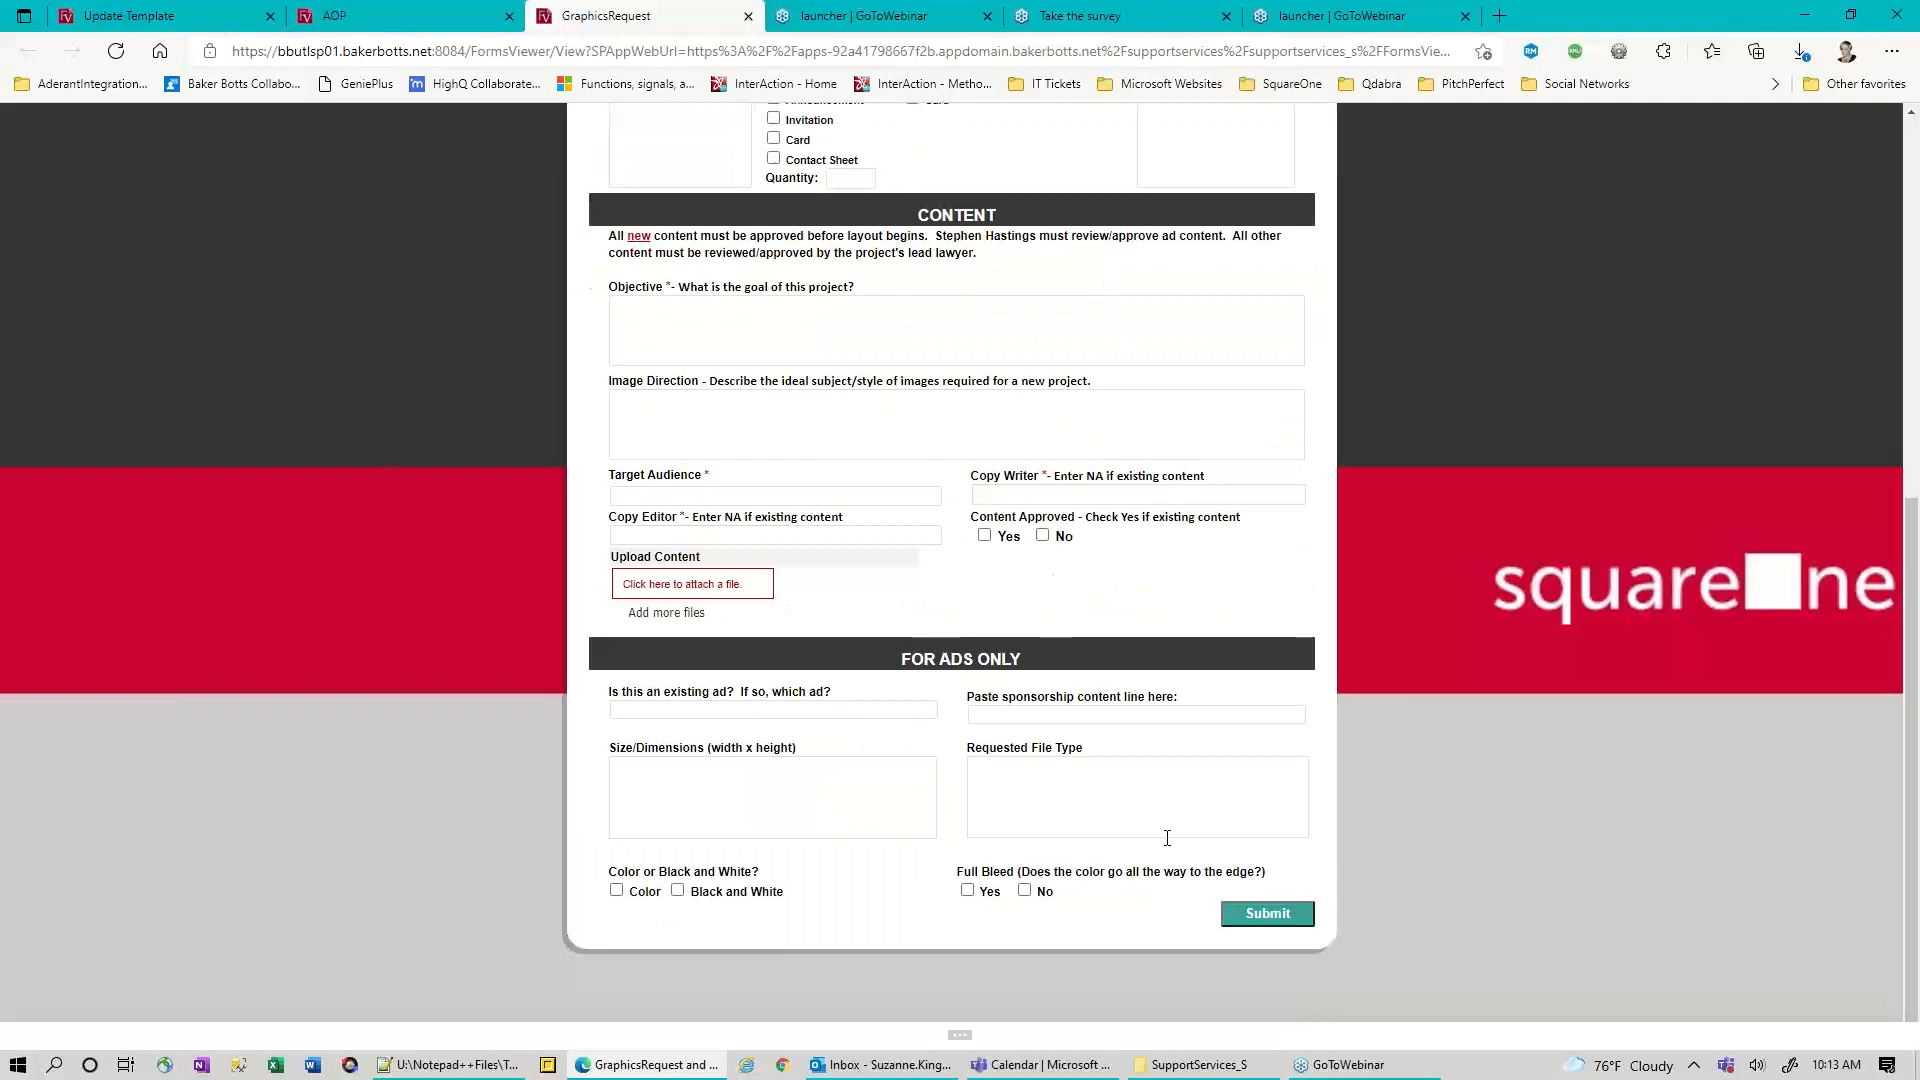 Update Template
AOP
GraphicsRequest
launcher | GoToWebinar
Take the survey
launcher | GoToWebinar
https://bbutlsp01.bakerbotts.net:8084/FormsViewer/View?SPAppWebUrl=https%3A%2F%2Fapps-92a41798667f2b.appdomain.bakerbotts.net%2Fsupportservices%2Fsupportservices_s%2FFormsVie...
AderantIntegration...
Baker Botts Collabo...
GeniePlus
HighQ Collaborate...
Functions, signals, a...
InterAction - Home
InterAction - Metho...
IT Tickets
Microsoft Websites
SquareOne
Qdabra
PitchPerfect
Social Networks
Other favorites
Invitation
Card
Contact Sheet
Quantity:
CONTENT
All new content must be approved before layout begins. Stephen Hastings must review/approve ad content. All other
content must be reviewed/approved by the project's lead lawyer.
Objective *- What is the goal of this project?
Image Direction - Describe the ideal subject/style of images required for a new project.
Target Audience *
Copy Writer *- Enter NA if existing content
Copy Editor *- Enter NA if existing content
Content Approved - Check Yes if existing content
Yes No
Upload Content
Click here to attach a file.
Add more files
squareOne
FOR ADS ONLY
Is this an existing ad? If so, which ad?
Paste sponsorship content line here:
Size/Dimensions (width x height)
Requested File Type
Color or Black and White?
Full Bleed (Does the color go all the way to the edge?)
Color Black and White
Yes No
Submit
U:\Notepad++Files\T...
GraphicsRequest and ...
Inbox - Suzanne.King...
Calendar | Microsoft ...
SupportServices_S
GoToWebinar
76°F Cloudy
10:13 AM